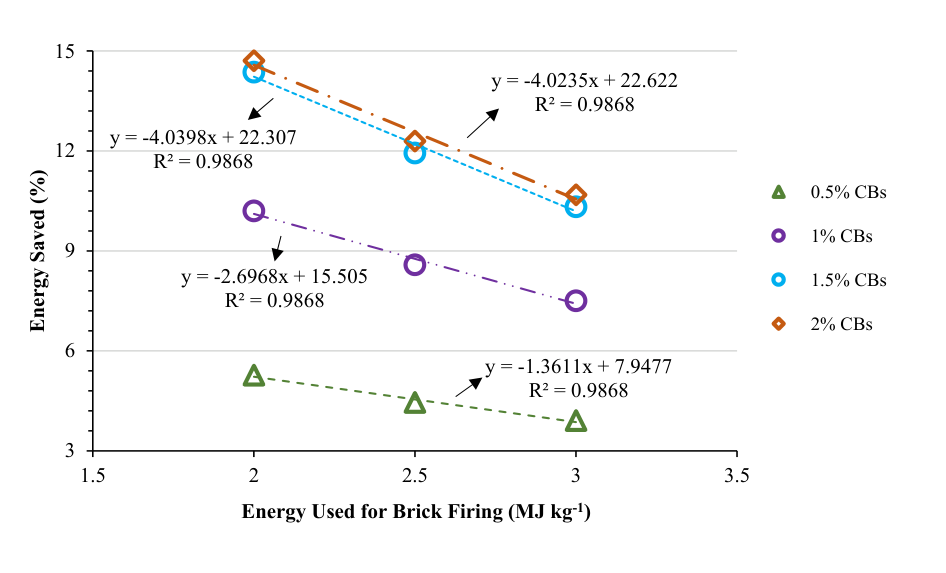 15
12
9
6
3
1.5
2
2.5
3
3.5
Energy Saved (%)
Energy Used for Brick Firing (MJ kg⁻¹)
y = -4.0235x + 22.622
R² = 0.9868
y = -4.0398x + 22.307
R² = 0.9868
y = -2.6968x + 15.505
R² = 0.9868
y = -1.3611x + 7.9477
R² = 0.9868
0.5% CBs
1% CBs
1.5% CBs
2% CBs